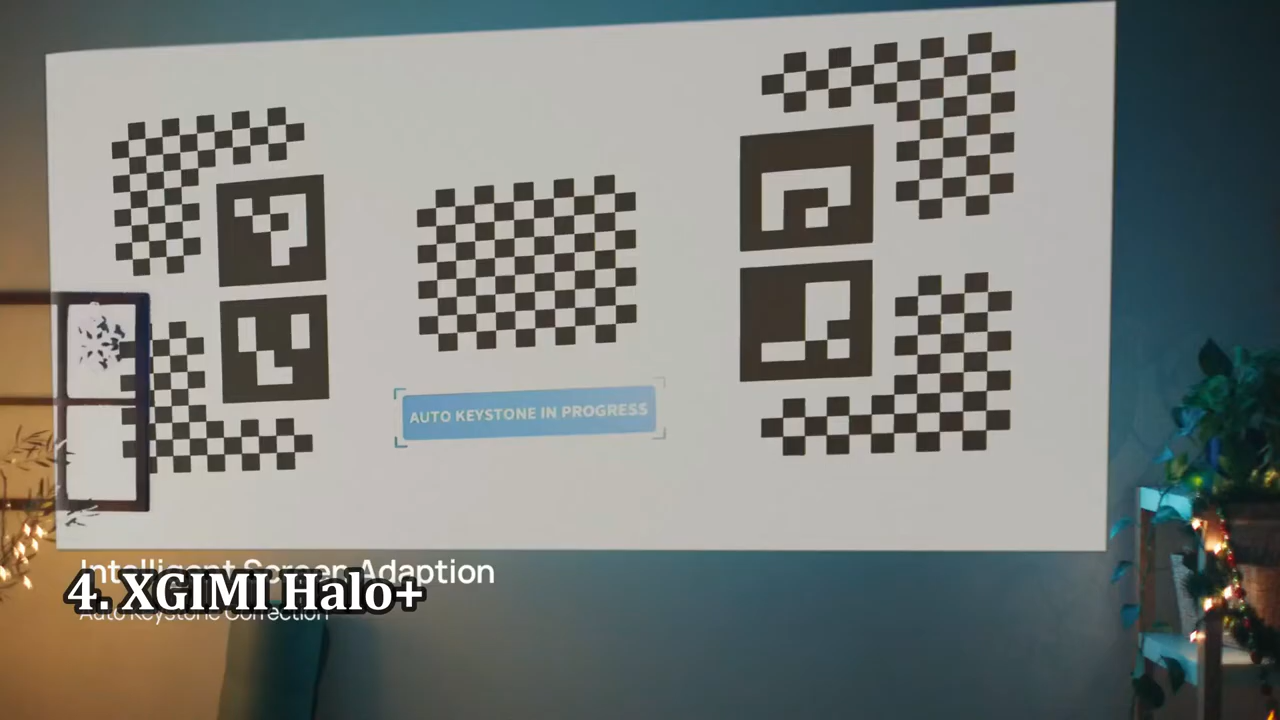 AUTO KEYSTONE IN PROGRESS
Intelligent Screen Adaption
4. XGIMI Halo+
Auto Keystone Correction